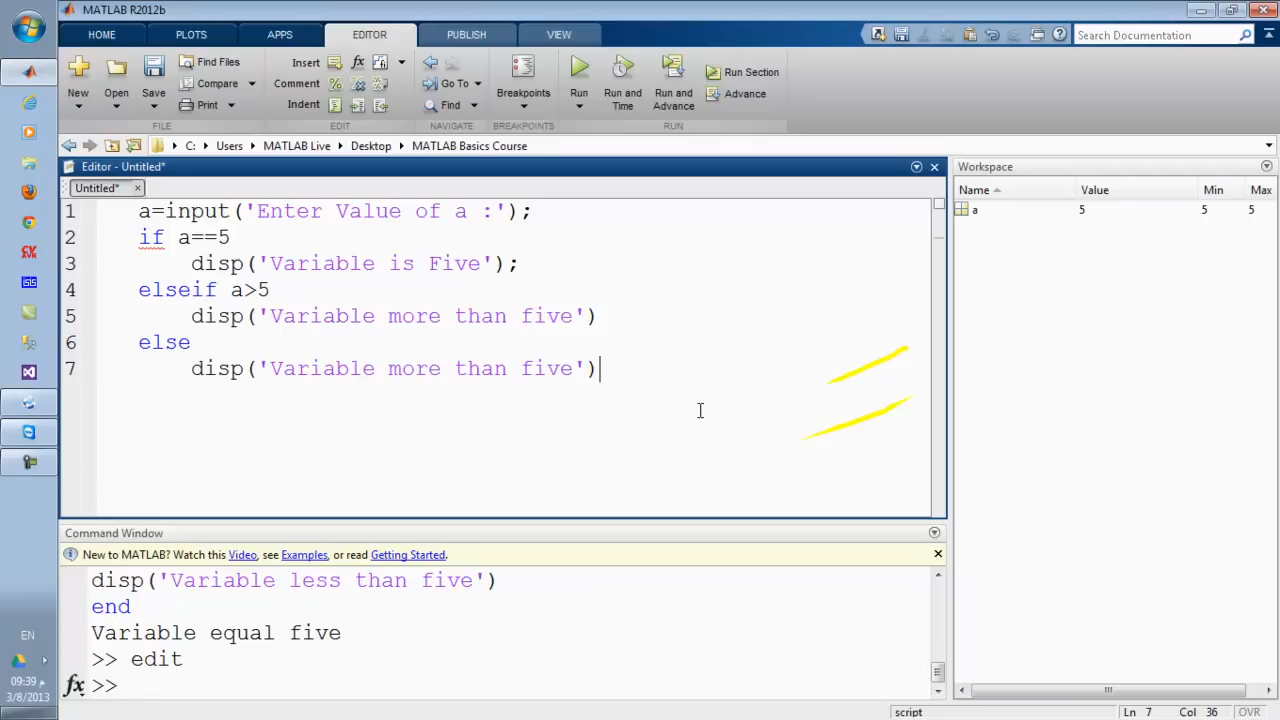 MATLAB R2012b
HOME PLOTS APPS EDITOR PUBLISH VIEW
Search Documentation
New Open Save Find Files Compare Print
Insert Comment Indent
Go To Find
Breakpoints
Run Run and Time Run and Advance Run Section Advance
FILE EDIT NAVIGATE BREAKPOINTS RUN
C: Users MATLAB Live Desktop MATLAB Basics Course
Editor - Untitled*
Untitled*
1 a=input('Enter Value of a :');
2 if a==5
3 disp('Variable is Five');
4 elseif a>5
5 disp('Variable more than five')
6 else
7 disp('Variable more than five')
Workspace
Name Value Min Max
a 5 5 5
Command Window
New to MATLAB? Watch this Video, see Examples, or read Getting Started.
disp('Variable less than five')
end
Variable equal five
>> edit
fx >>
EN
09:39 م
3/8/2013
script Ln 7 Col 36 OVR